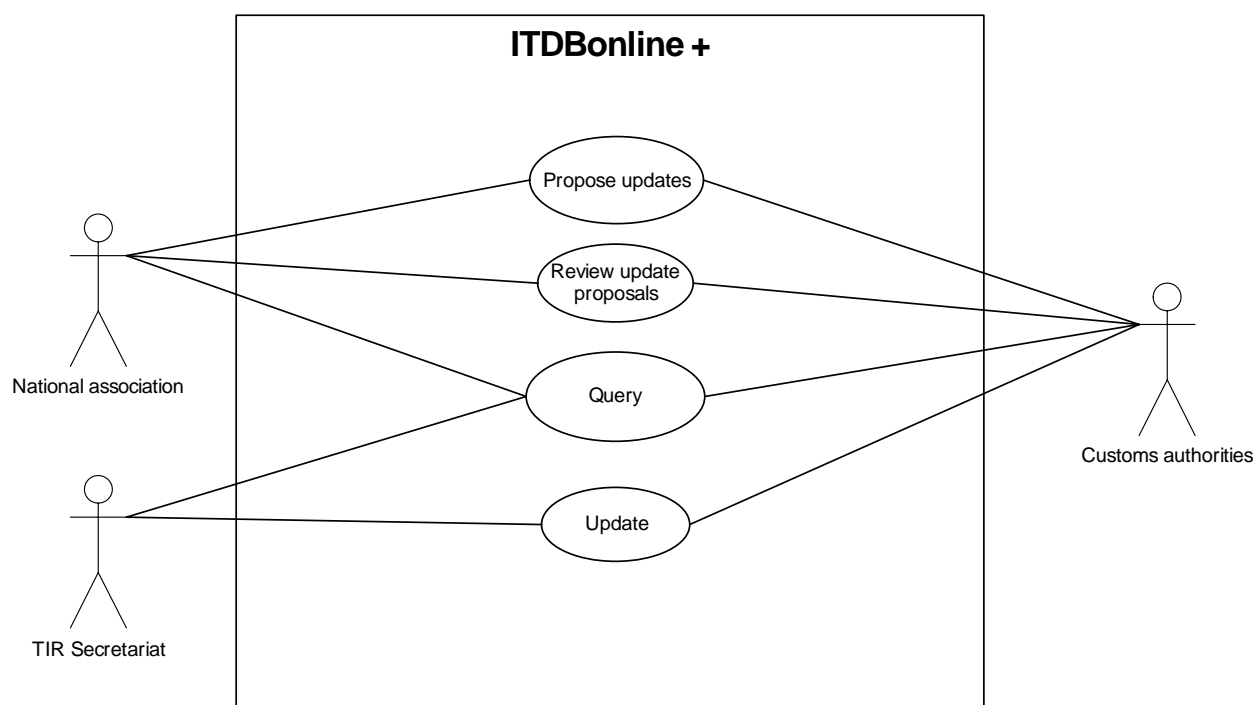 ITDBonline +
Propose updates
Review update
proposals
National association
Query
Customs authorities
Update
TIR Secretariat